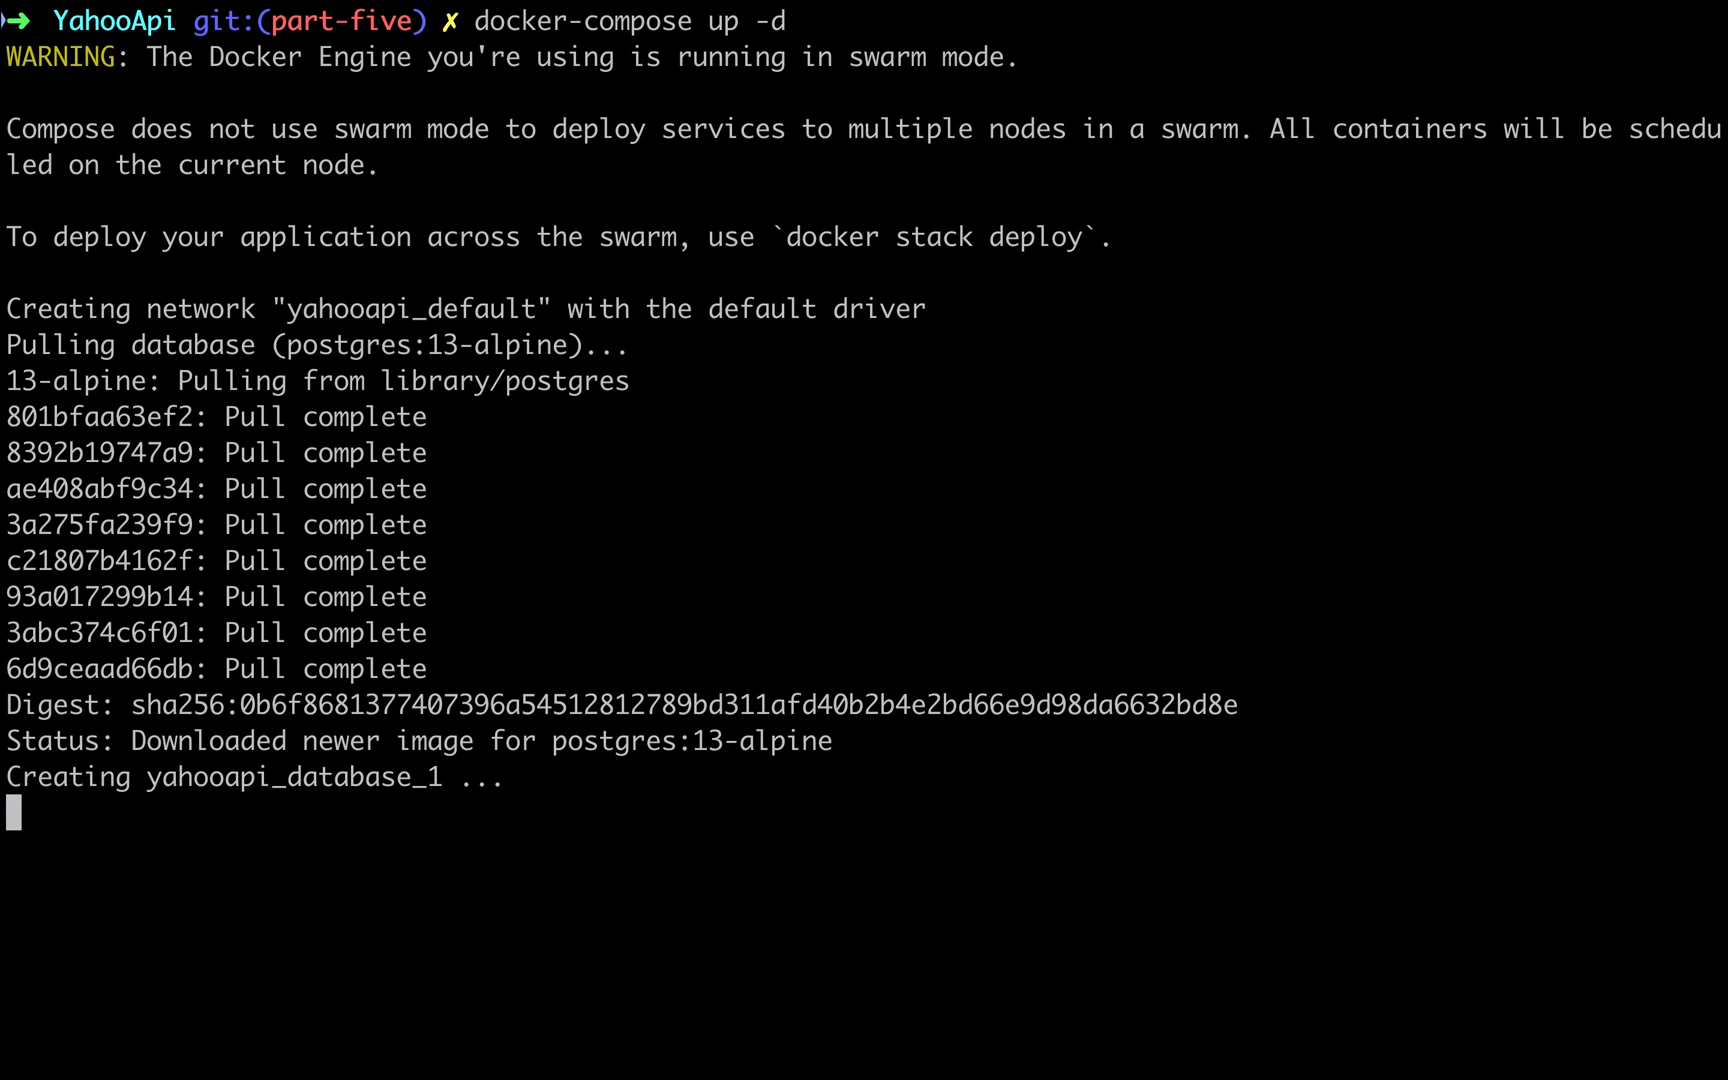 ➜ YahooApi git:(part-five) ✗ docker-compose up -d
WARNING: The Docker Engine you're using is running in swarm mode.
Compose does not use swarm mode to deploy services to multiple nodes in a swarm. All containers will be schedu
led on the current node.
To deploy your application across the swarm, use `docker stack deploy`.
Creating network "yahooapi_default" with the default driver
Pulling database (postgres:13-alpine)...
13-alpine: Pulling from library/postgres
801bfaa63ef2: Pull complete
8392b19747a9: Pull complete
ae408abf9c34: Pull complete
3a275fa239f9: Pull complete
c21807b4162f: Pull complete
93a017299b14: Pull complete
3abc374c6f01: Pull complete
6d9ceaad66db: Pull complete
Digest: sha256:0b6f8681377407396a54512812789bd311afd40b2b4e2bd66e9d98da6632bd8e
Status: Downloaded newer image for postgres:13-alpine
Creating yahooapi_database_1 ...